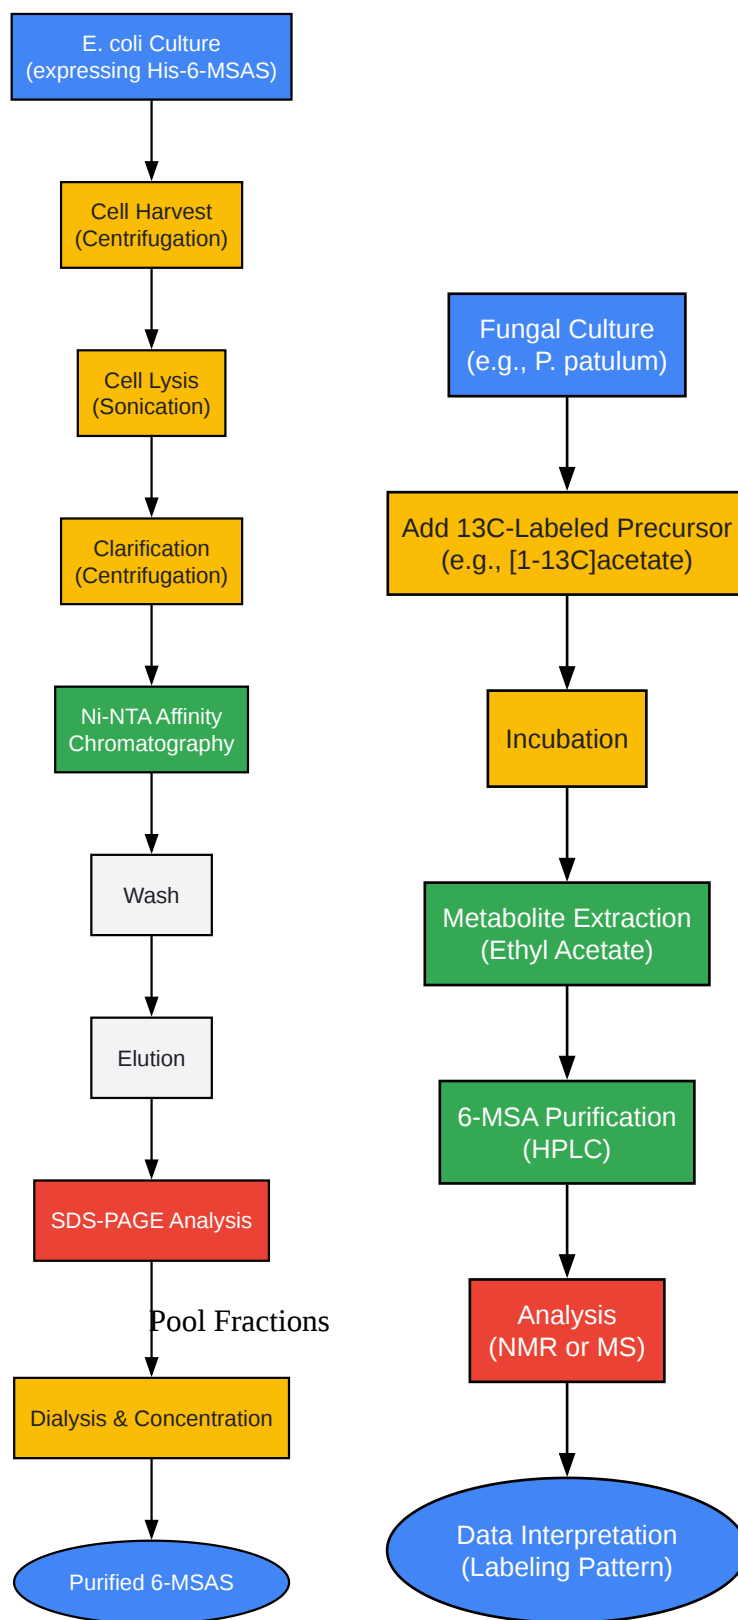 E. coli Culture
(expressing His-6-MSAS)
Cell Harvest
(Centrifugation)
Cell Lysis
(Sonication)
Clarification
(Centrifugation)
Ni-NTA Affinity
Chromatography
Wash
Elution
SDS-PAGE Analysis
Pool Fractions
Dialysis & Concentration
Purified 6-MSAS
Fungal Culture
(e.g., P. patulum)
Add 13C-Labeled Precursor
(e.g., [1-13C]acetate)
Incubation
Metabolite Extraction
(Ethyl Acetate)
6-MSA Purification
(HPLC)
Analysis
(NMR or MS)
Data Interpretation
(Labeling Pattern)